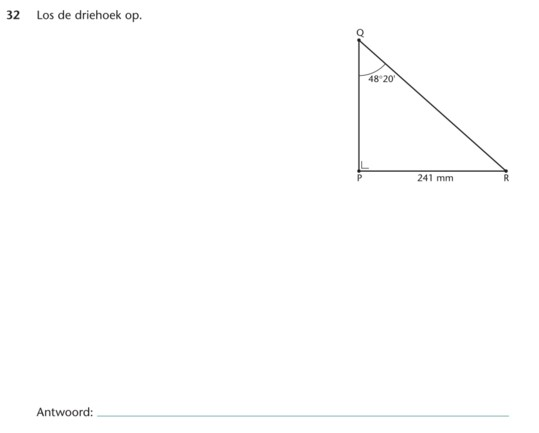 32 Los de driehoek op.
Q
48°20'
P
241 mm
R
Antwoord: